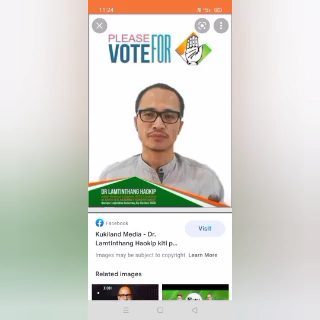 11:24
PLEASE
VOTE FOR
DR LAMTINTHANG HAOKIP
Facebook
Kukiland Media - Dr.
Lamtinthang Haokip kiti p...
Visit
Images may be subject to copyright Learn More
Related images